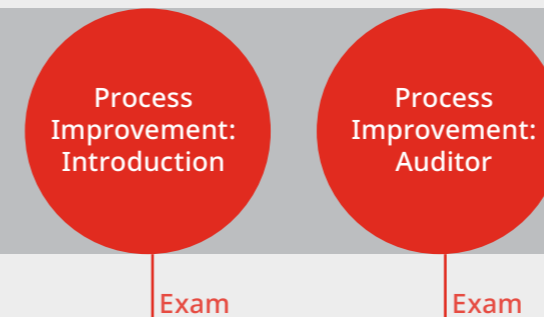 Process
Improvement:
Introduction
Process
Improvement:
Auditor
Exam
Exam